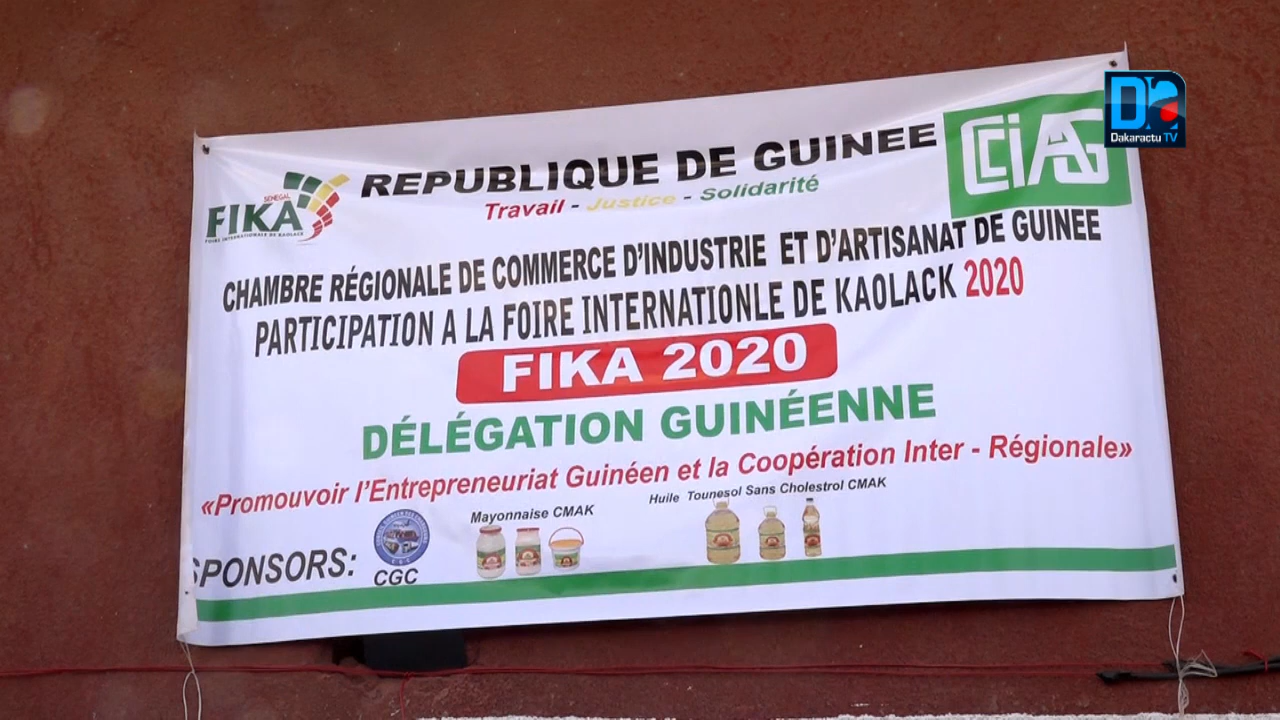 Dakaractu TV
REPUBLIQUE DE GUINEE
CCIAG
Travail - Justice - Solidarité
SENEGAL
FIKA
FOIRE INTERNATIONALE DE KAOLACK
CHAMBRE RÉGIONALE DE COMMERCE D'INDUSTRIE ET D'ARTISANAT DE GUINEE
PARTICIPATION A LA FOIRE INTERNATIONLE DE KAOLACK 2020
FIKA 2020
DÉLÉGATION GUINÉENNE
«Promouvoir l'Entrepreneuriat Guinéen et la Coopération Inter - Régionale»
Mayonnaise CMAK
Huile Tounesol Sans Cholestrol CMAK
SPONSORS:
CGC